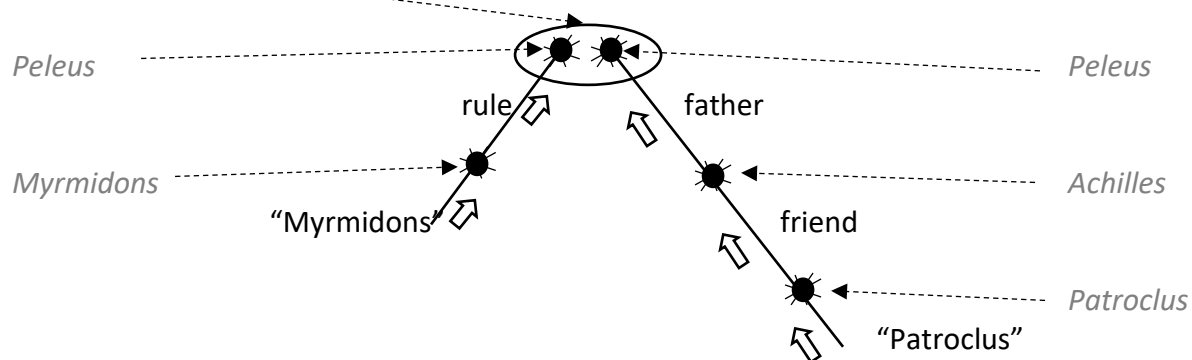 Peleus
Peleus
rule
father
Myrmidons
Achilles
“Myrmidons”
friend
Patroclus
“Patroclus”